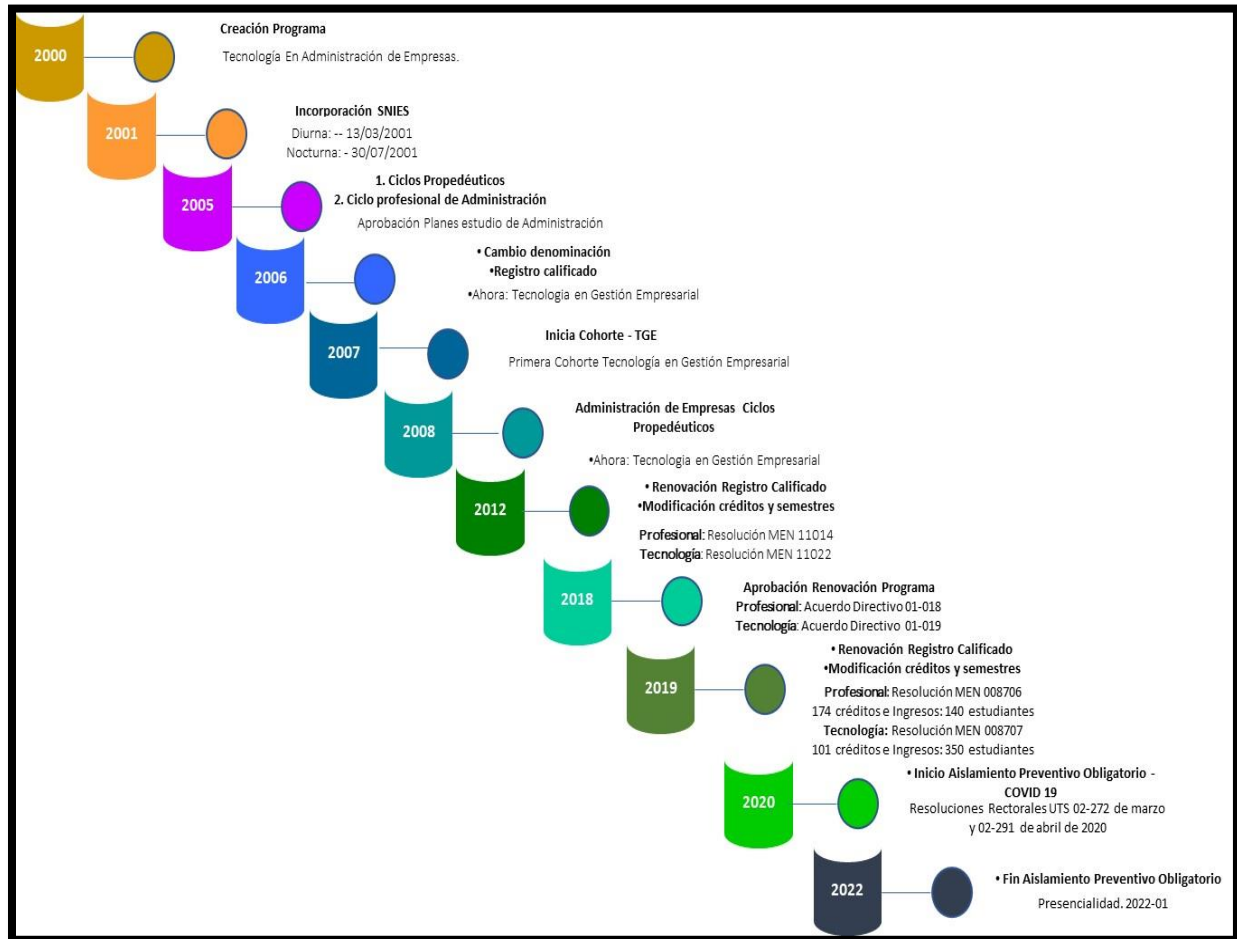 2000
Creación Programa
Tecnología En Administración de Empresas.
2001
Incorporación SNIES
Diurna: -- 13/03/2001
Nocturna: - 30/07/2001
2005
1. Ciclos Propedéuticos
2. Ciclo profesional de Administración
Aprobación Planes estudio de Administración
2006
• Cambio denominación
•Registro calificado
•Ahora: Tecnologia en Gestión Empresarial
2007
Inicia Cohorte - TGE
Primera Cohorte Tecnología en Gestión Empresarial
2008
Administración de Empresas Ciclos
Propedéuticos
•Ahora: Tecnologia en Gestión Empresarial
2012
• Renovación Registro Calificado
•Modificación créditos y semestres
Profesional: Resolución MEN 11014
Tecnología: Resolución MEN 11022
2018
Aprobación Renovación Programa
Profesional: Acuerdo Directivo 01-018
Tecnología: Acuerdo Directivo 01-019
2019
• Renovación Registro Calificado
•Modificación créditos y semestres
Profesional: Resolución MEN 008706
174 créditos e Ingresos: 140 estudiantes
Tecnología: Resolución MEN 008707
101 créditos e Ingresos: 350 estudiantes
2020
• Inicio Aislamiento Preventivo Obligatorio -
COVID 19
Resoluciones Rectorales UTS 02-272 de marzo
y 02-291 de abril de 2020
2022
• Fin Aislamiento Preventivo Obligatorio
Presencialidad. 2022-01